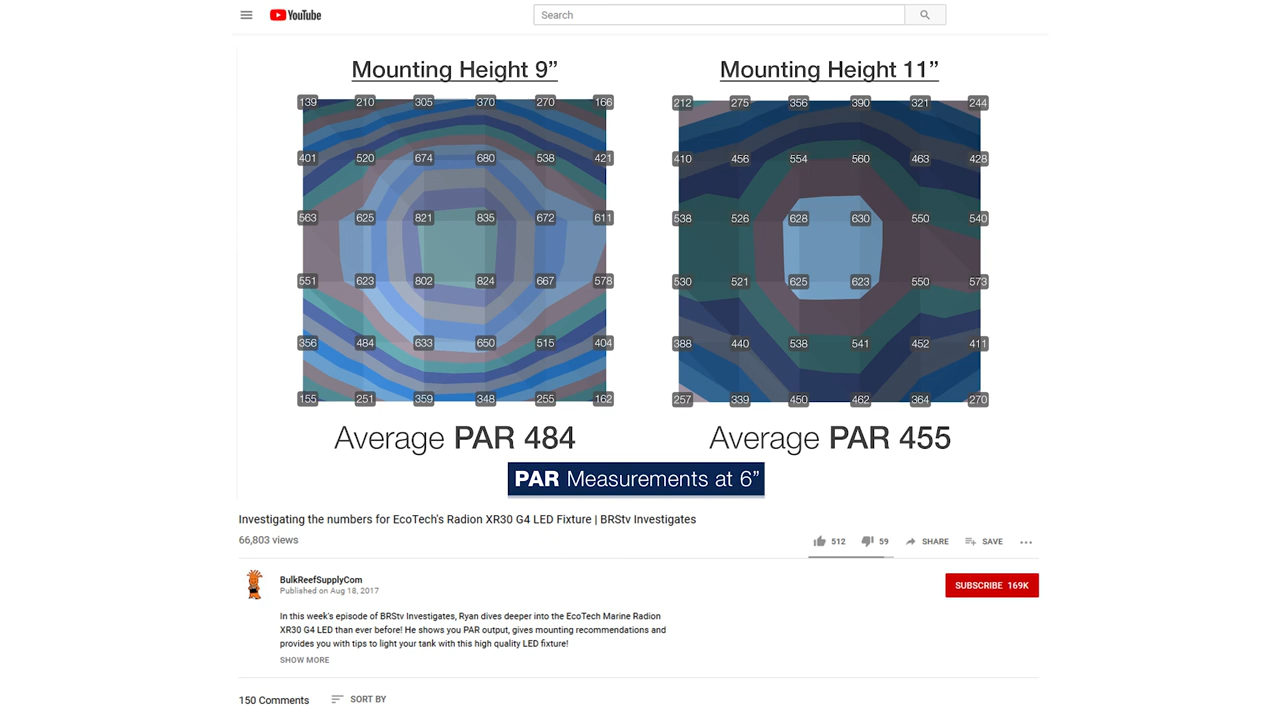 YouTube
Search
Mounting Height 9”
Mounting Height 11”
139 210 305 370 270 166
212 275 356 390 321 244
401 520 674 680 538 421
410 456 554 560 463 428
563 625 821 835 672 611
538 526 628 630 550 540
551 623 802 824 667 578
530 521 625 623 550 573
356 484 633 650 515 404
388 440 538 541 452 411
155 251 359 348 265 162
257 339 450 462 364 270
Average PAR 484
Average PAR 455
PAR Measurements at 6”
Investigating the numbers for EcoTech's Radion XR30 G4 LED Fixture | BRStv Investigates
66,803 views
512 59 SHARE SAVE
BulkReefSupplyCom
Published on Aug 18, 2017
SUBSCRIBE 169K
In this week's episode of BRStv Investigates, Ryan dives deeper into the EcoTech Marine Radion
XR30 G4 LED than ever before! He shows you PAR output, gives mounting recommendations and
provides you with tips to light your tank with this high quality LED fixture!
SHOW MORE
150 Comments SORT BY